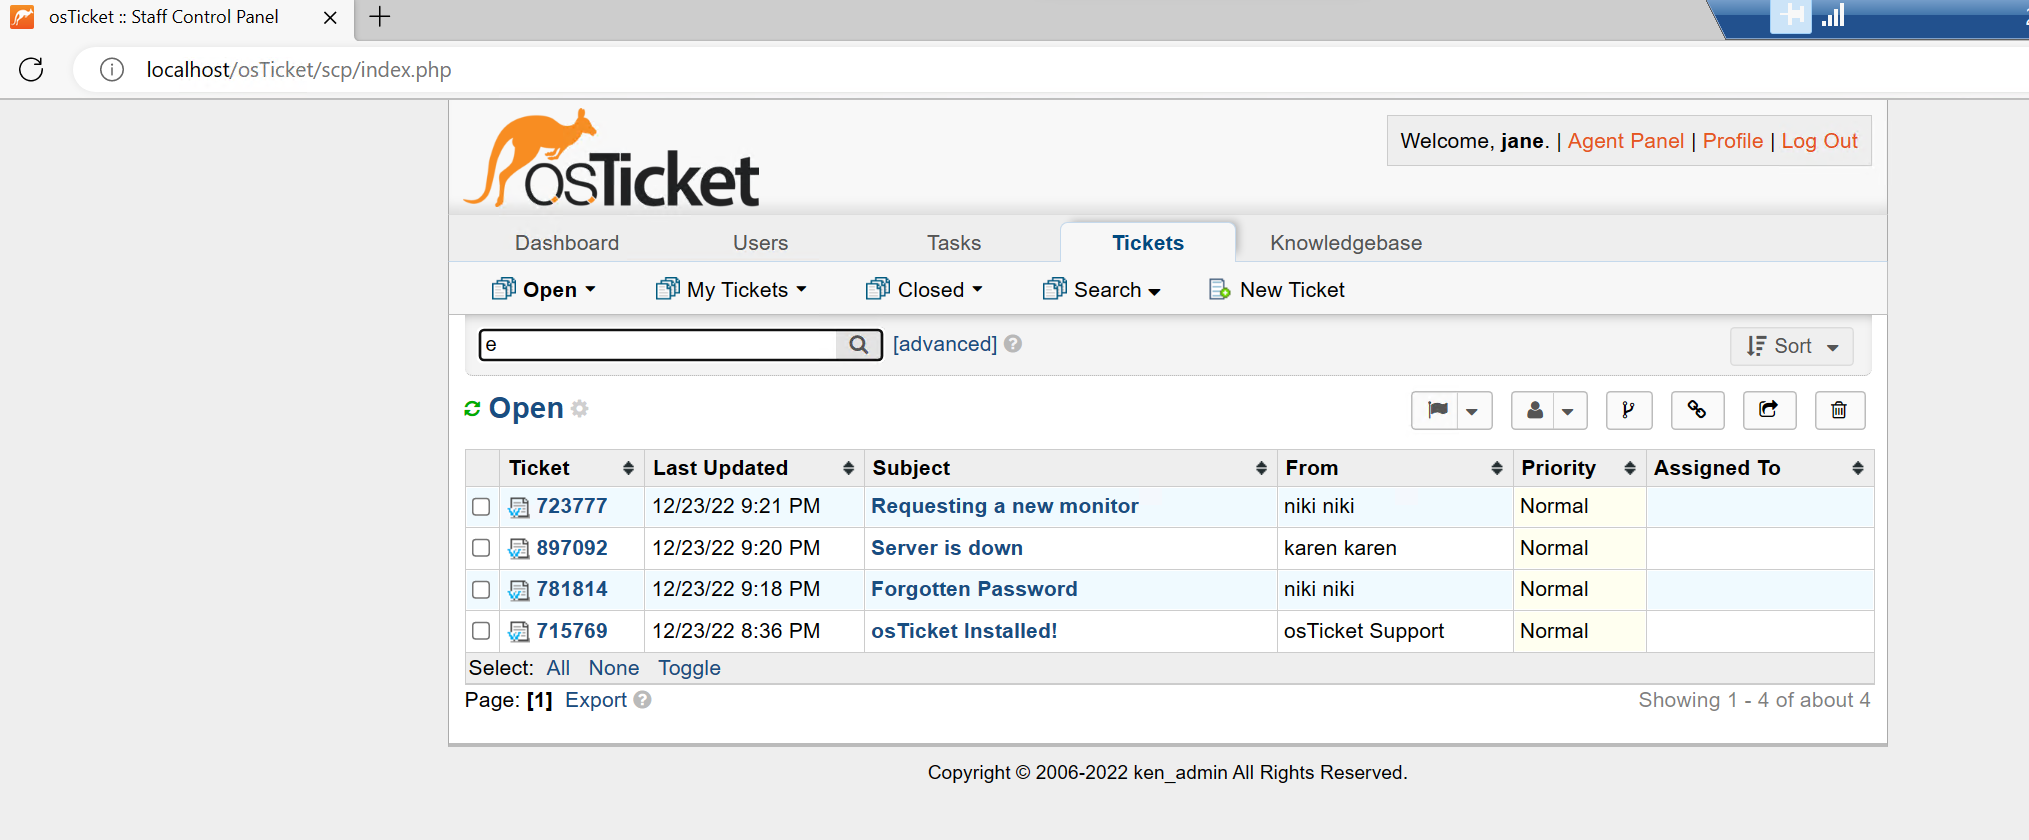 osTicket :: Staff Control Panel
localhost/osTicket/scp/index.php
osTicket
Welcome, jane. | Agent Panel | Profile | Log Out
Dashboard Users Tasks Tickets Knowledgebase
Open My Tickets Closed Search New Ticket
e [advanced] Sort
Open
Ticket Last Updated Subject From Priority Assigned To
723777 12/23/22 9:21 PM Requesting a new monitor niki niki Normal
897092 12/23/22 9:20 PM Server is down karen karen Normal
781814 12/23/22 9:18 PM Forgotten Password niki niki Normal
715769 12/23/22 8:36 PM osTicket Installed! osTicket Support Normal
Select: All None Toggle
Page: [1] Export Showing 1 - 4 of about 4
Copyright © 2006-2022 ken_admin All Rights Reserved.